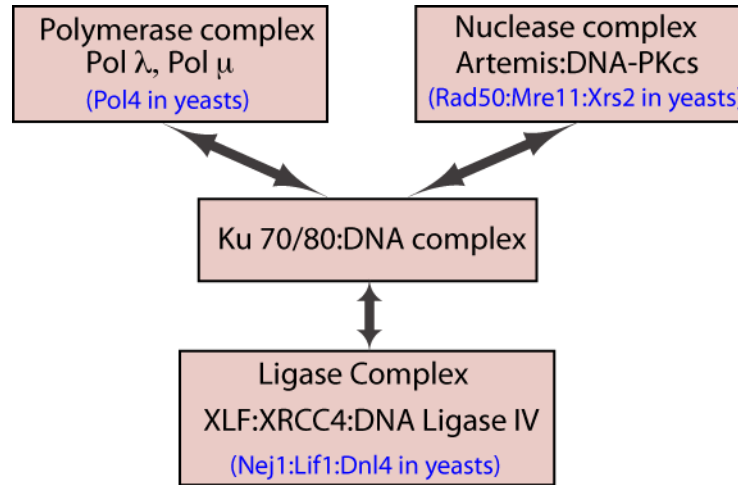 Polymerase complex
Pol λ, Pol μ
(Pol4 in yeasts)
Nuclease complex
Artemis:DNA-PKcs
(Rad50:Mre11:Xrs2 in yeasts)
Ku 70/80:DNA complex
Ligase Complex
XLF:XRCC4:DNA Ligase IV
(Nej1:Lif1:Dnl4 in yeasts)